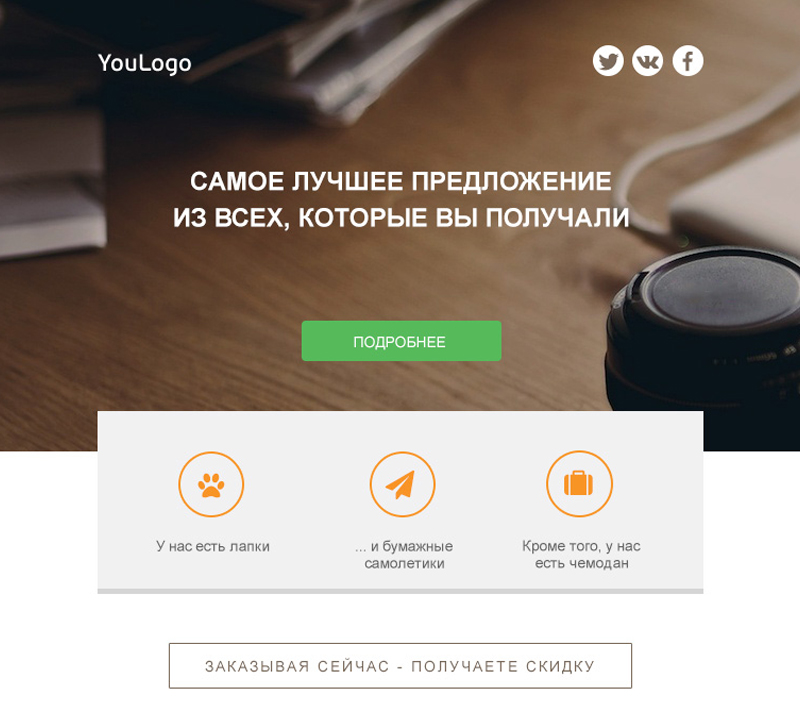 YouLogo
САМОЕ ЛУЧШЕЕ ПРЕДЛОЖЕНИЕ
ИЗ ВСЕХ, КОТОРЫЕ ВЫ ПОЛУЧАЛИ
ПОДРОБНЕЕ
У нас есть лапки
... и бумажные
самолетики
Кроме того, у нас
есть чемодан
ЗАКАЗЫВАЯ СЕЙЧАС - ПОЛУЧАЕТЕ СКИДКУ